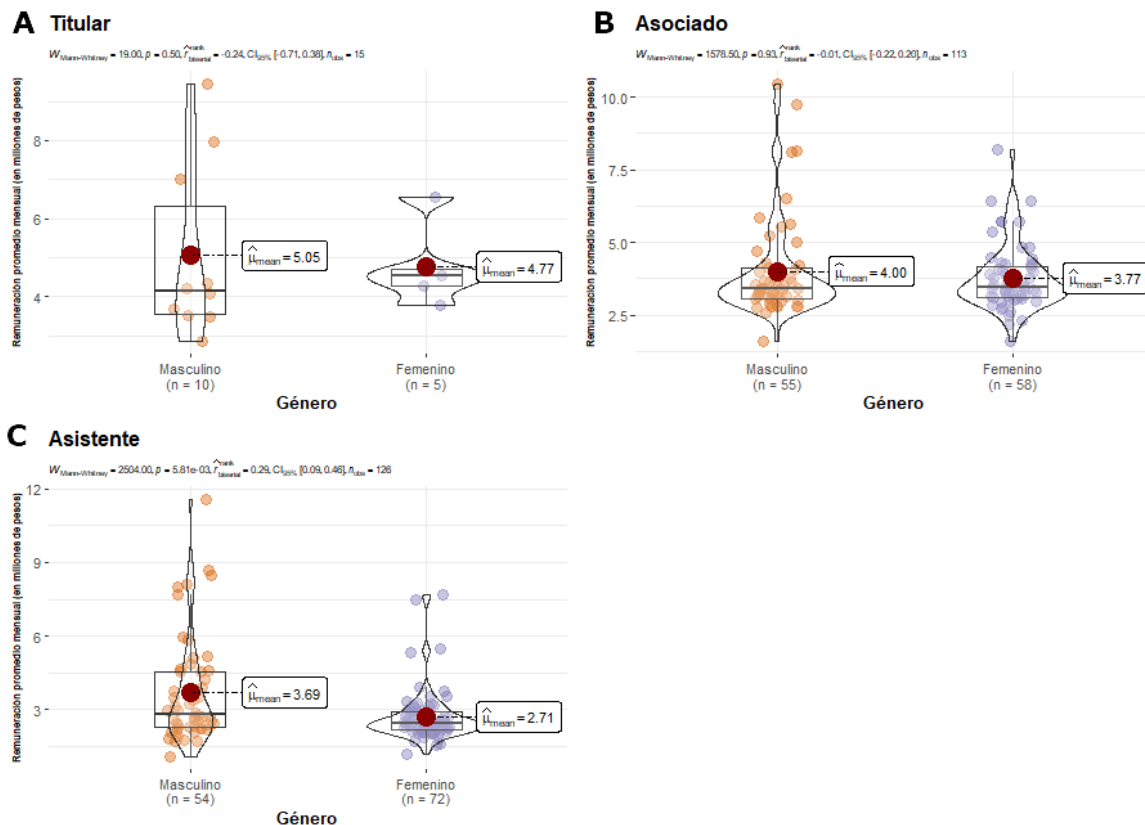 A Titular
W Mann-Whitney = 19.00, p = 0.50, r̂ rank biserial = -0.24, CI95% [-0.71, 0.38], nobs = 15
Remuneración promedio mensual (en millones de pesos)
8
6
4
μ̂mean = 5.05
μ̂mean = 4.77
Masculino
(n = 10)
Femenino
(n = 5)
Género
B Asociado
W Mann-Whitney = 1578.50, p = 0.93, r̂ rank biserial = -0.01, CI95% [-0.22, 0.20], nobs = 113
Remuneración promedio mensual (en millones de pesos)
10.0
7.5
5.0
2.5
μ̂mean = 4.00
μ̂mean = 3.77
Masculino
(n = 55)
Femenino
(n = 58)
Género
C Asistente
W Mann-Whitney = 2504.00, p = 5.81e-03, r̂ rank biserial = 0.29, CI95% [0.09, 0.46], nobs = 126
Remuneración promedio mensual (en millones de pesos)
12
9
6
3
μ̂mean = 3.69
μ̂mean = 2.71
Masculino
(n = 54)
Femenino
(n = 72)
Género